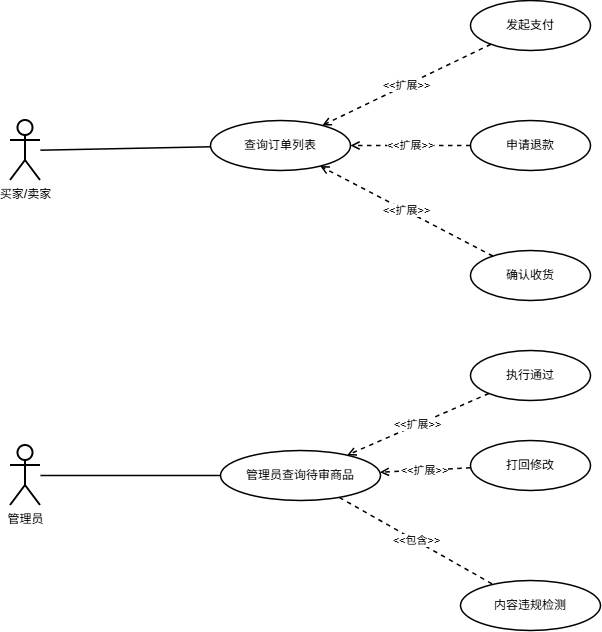 发起支付
<<扩展>>
查询订单列表
<<扩展>>
申请退款
买家/卖家
<<扩展>>
确认收货
执行通过
<<扩展>>
管理员查询待审商品
<<扩展>>
打回修改
管理员
<<包含>>
内容违规检测